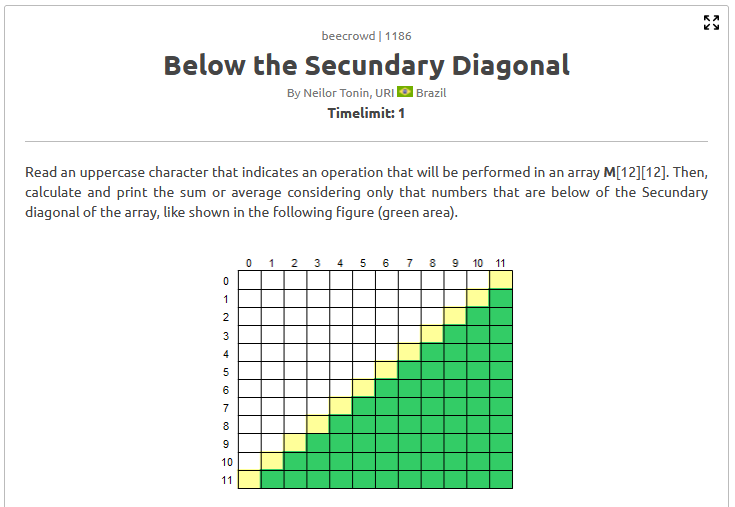 beecrowd | 1186
Below the Secundary Diagonal
By Neilor Tonin, URI Brazil
Timelimit: 1
Read an uppercase character that indicates an operation that will be performed in an array M[12][12]. Then,
calculate and print the sum or average considering only that numbers that are below of the Secundary
diagonal of the array, like shown in the following figure (green area).
0 1 2 3 4 5 6 7 8 9 10 11
0
1
2
3
4
5
6
7
8
9
10
11